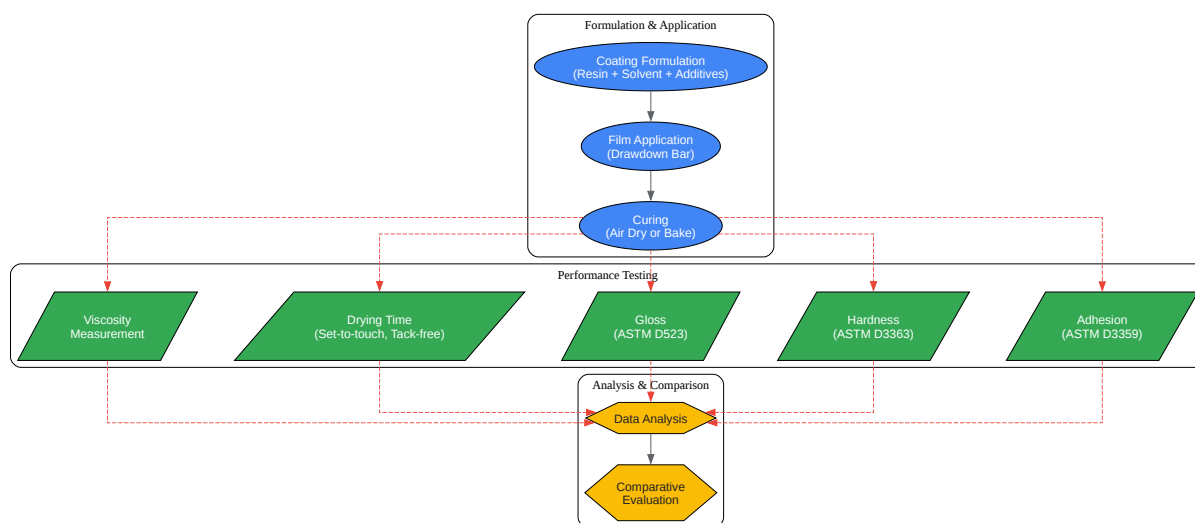 Formulation & Application
Coating Formulation
(Resin + Solvent + Additives)
Film Application
(Drawdown Bar)
Curing
(Air Dry or Bake)
Performance Testing
Viscosity
Measurement
Drying Time
(Set-to-touch, Tack-free)
Gloss
(ASTM D523)
Hardness
(ASTM D3363)
Adhesion
(ASTM D3359)
Analysis & Comparison
Data Analysis
Comparative
Evaluation